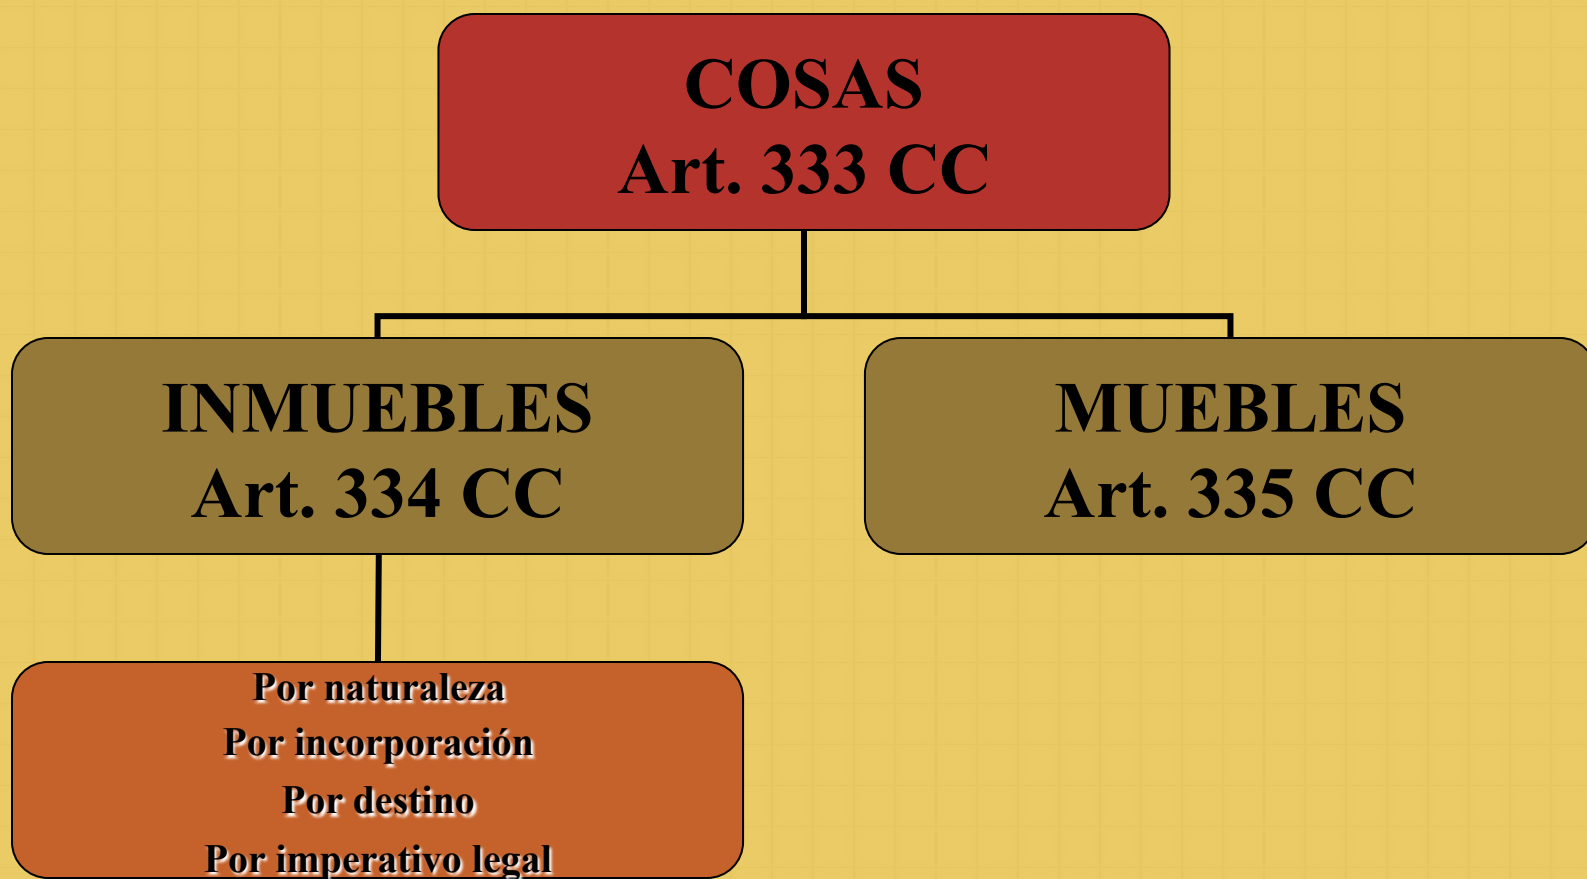 COSAS
Art. 333 CC
INMUEBLES
Art. 334 CC
MUEBLES
Art. 335 CC
Por naturaleza
Por incorporación
Por destino
Por imperativo legal